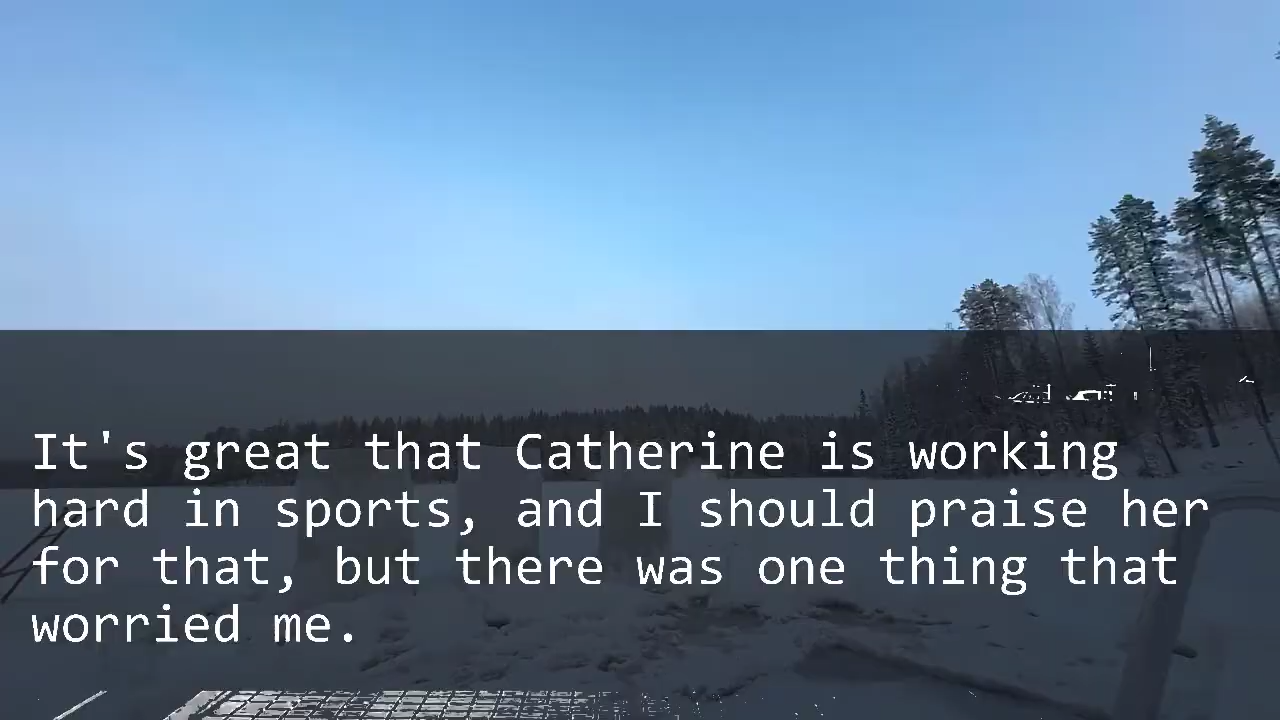 It's great that Catherine is working
hard in sports, and I should praise her
for that, but there was one thing that
worried me.